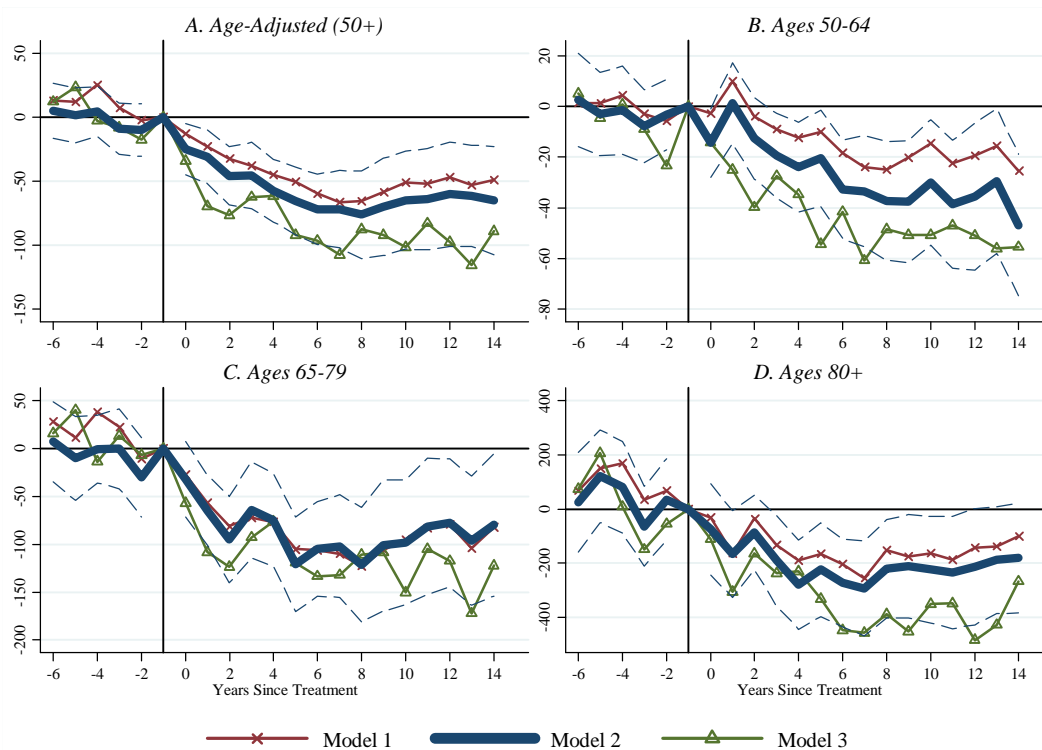 A. Age-Adjusted (50+)
50
0
-50
-100
-150
-6 -4 -2 0 2 4 6 8 10 12 14
B. Ages 50-64
20
0
-20
-40
-60
-80
-6 -4 -2 0 2 4 6 8 10 12 14
C. Ages 65-79
50
0
-50
-100
-150
-200
-6 -4 -2 0 2 4 6 8 10 12 14
Years Since Treatment
D. Ages 80+
400
200
0
-200
-400
-6 -4 -2 0 2 4 6 8 10 12 14
Years Since Treatment
Model 1 Model 2 Model 3